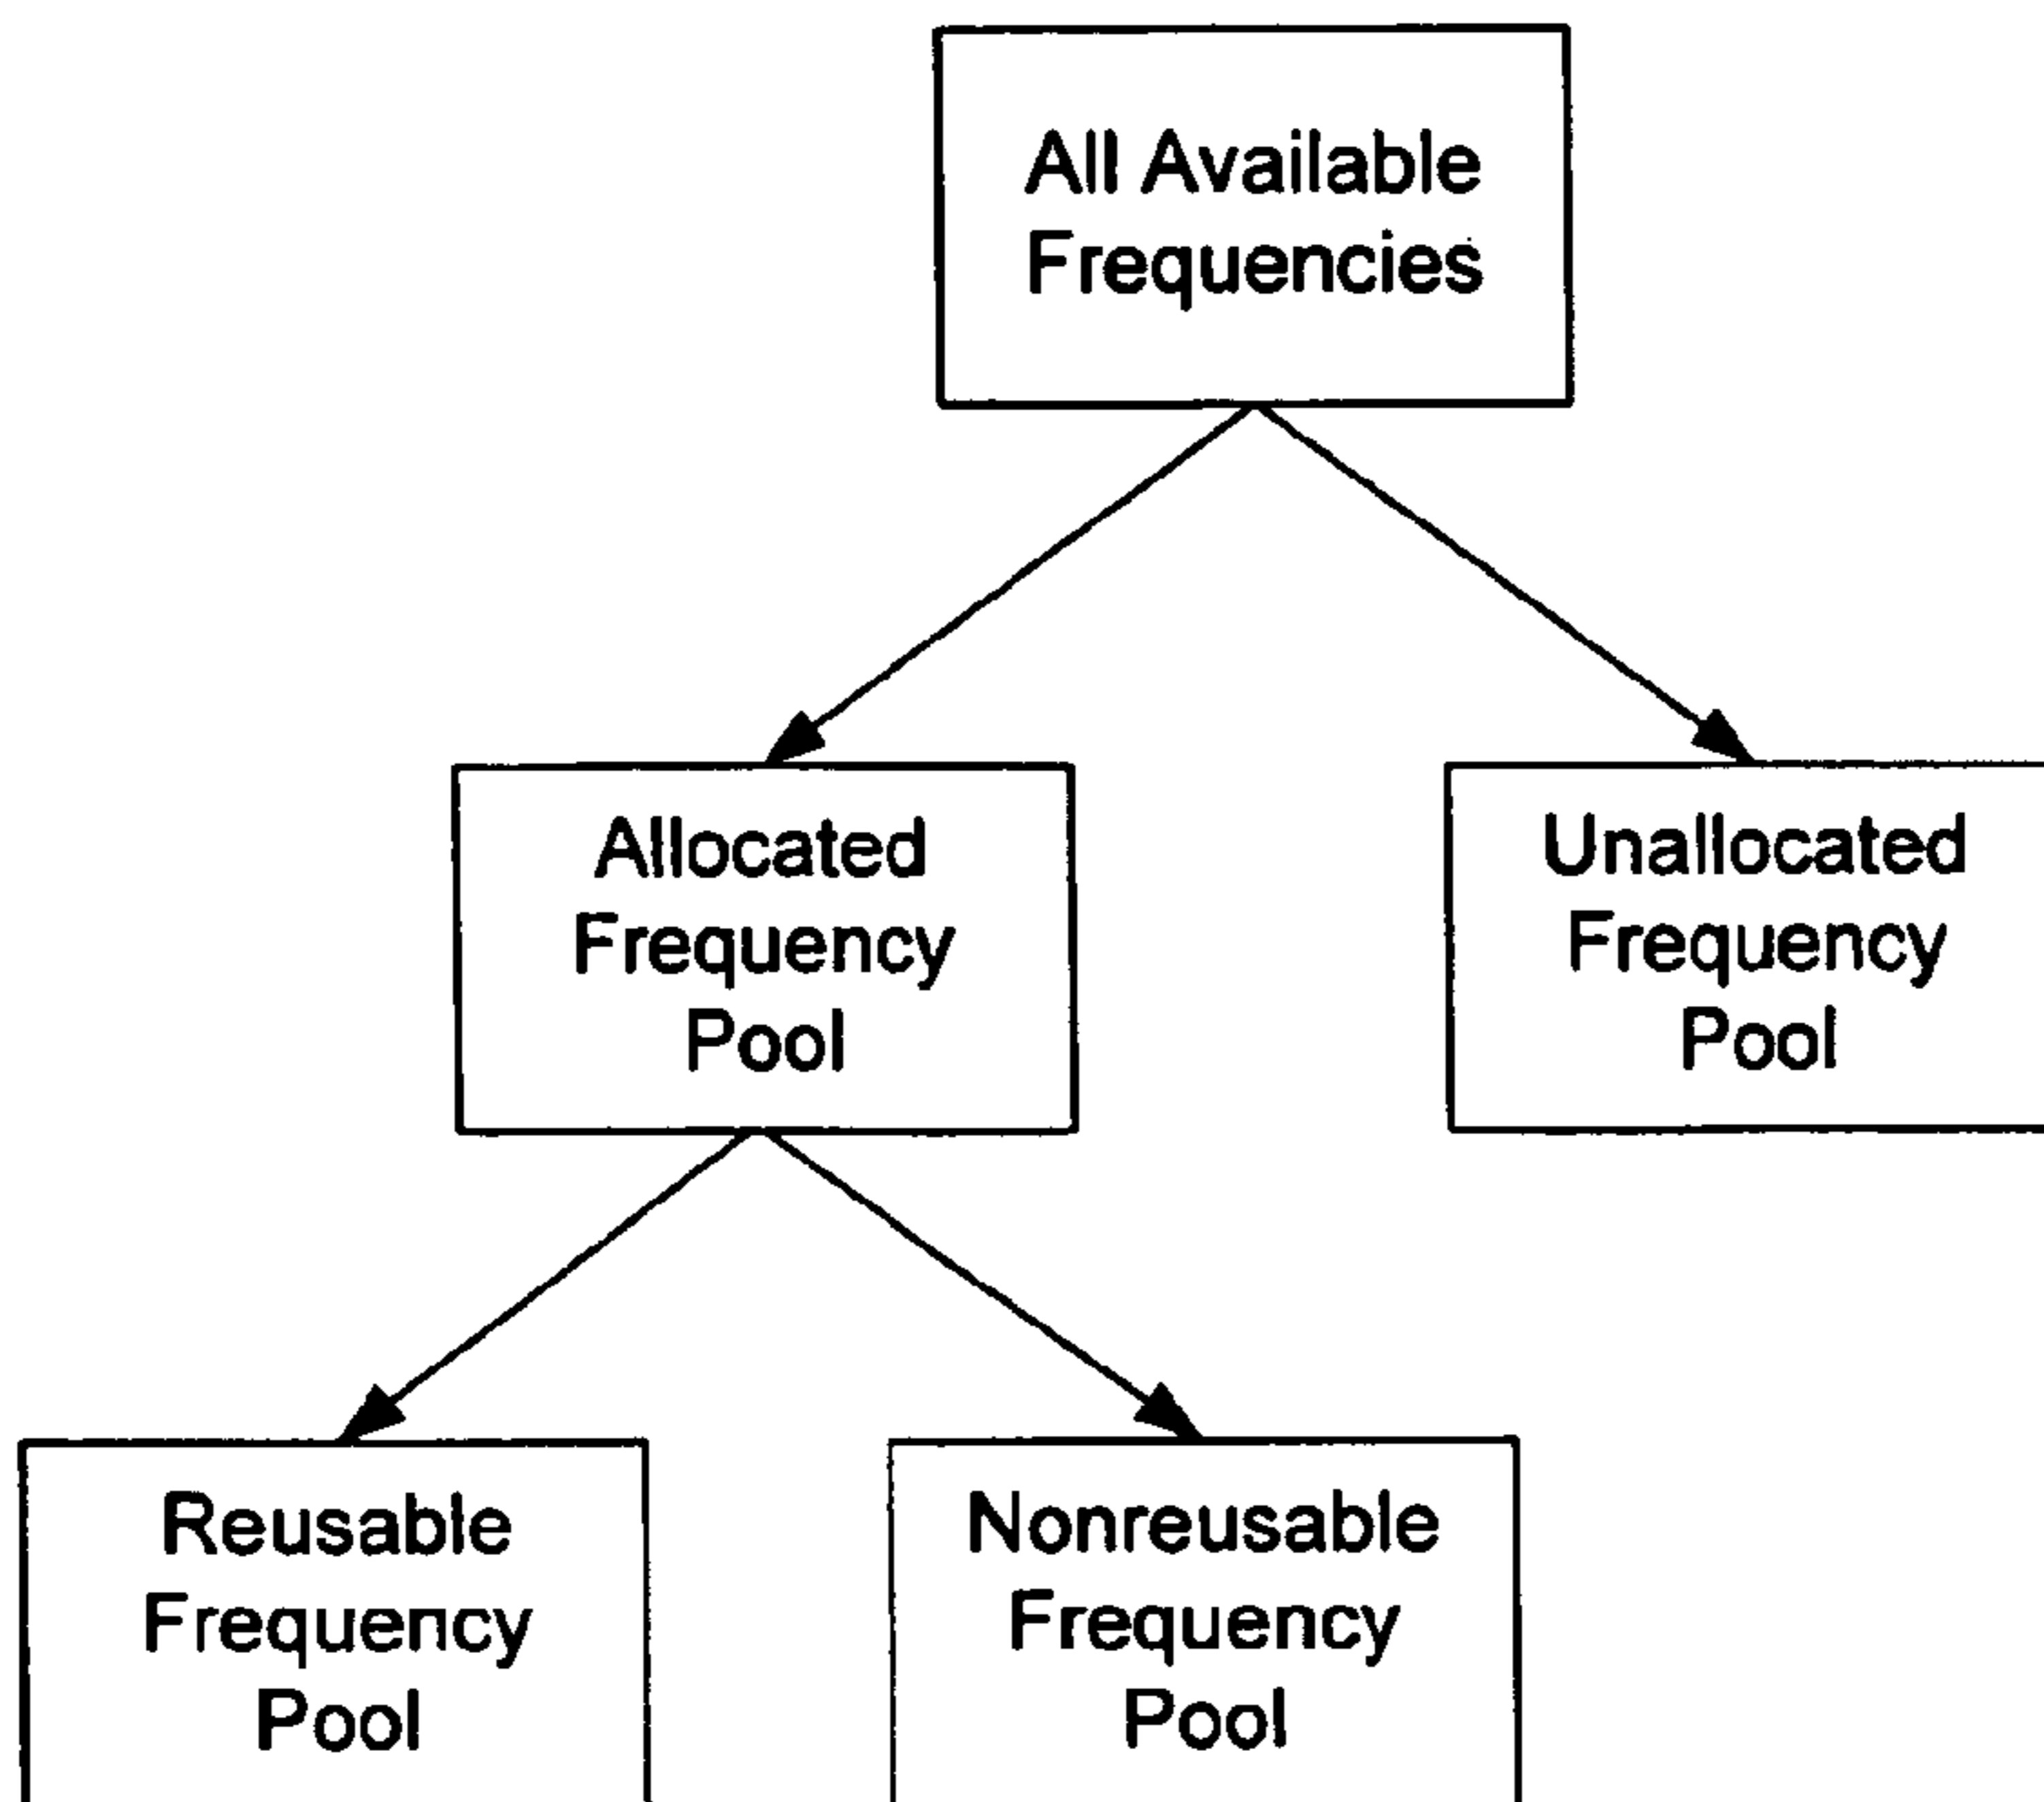 All Available
Frequencies
Allocated
Frequency
Pool
Unallocated
Frequency
Pool
Reusable
Frequency
Pool
Nonreusable
Frequency
Pool